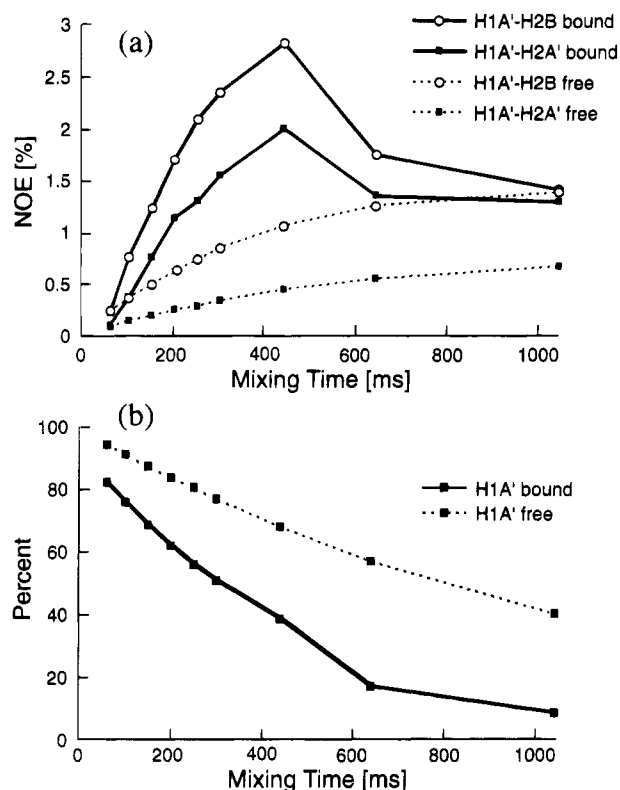 (a)
H1A'-H2B bound
H1A'-H2A' bound
H1A'-H2B free
H1A'-H2A' free
NOE [%]
3
2.5
2
1.5
1
0.5
0
0 200 400 600 800 1000
Mixing Time [ms]
(b)
H1A' bound
H1A' free
Percent
100
80
60
40
20
0
0 200 400 600 800 1000
Mixing Time [ms]